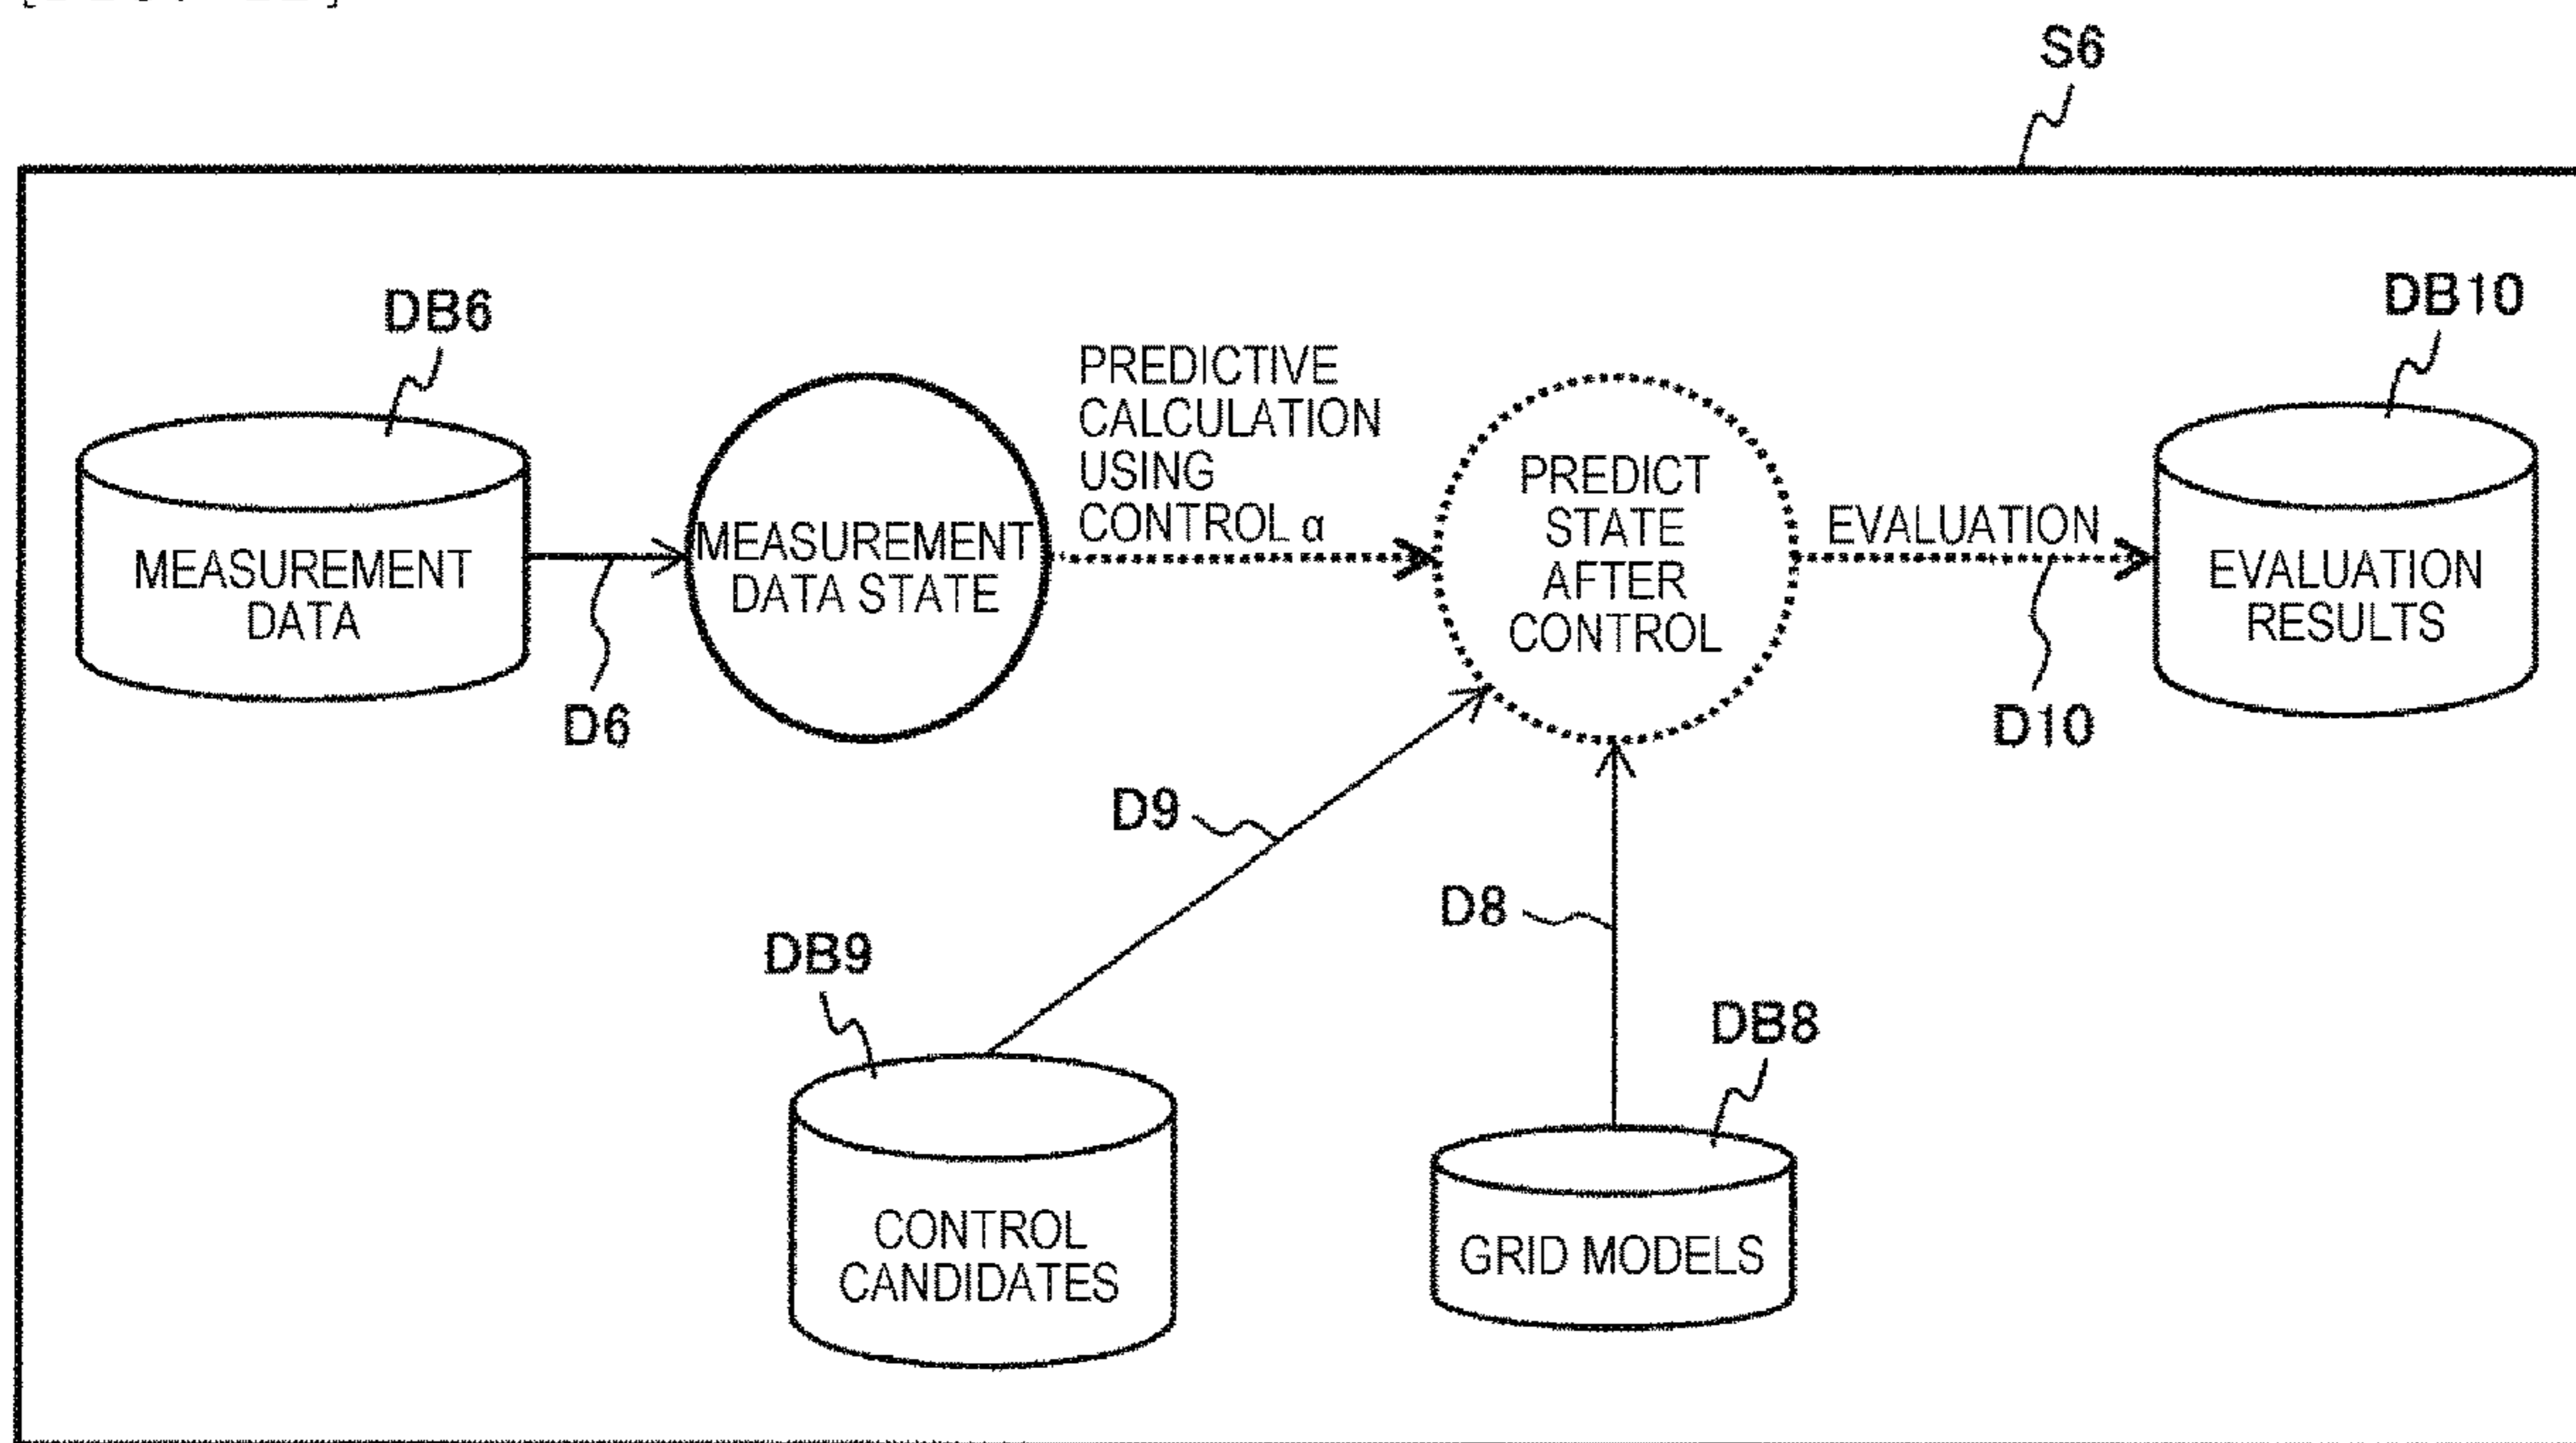 S6
DB6
DB10
PREDICTIVE
CALCULATION
USING
CONTROL α
MEASUREMENT
DATA
MEASUREMENT
DATA STATE
PREDICT
STATE
AFTER
CONTROL
EVALUATION
EVALUATION
RESULTS
D6
D10
D9
D8
DB9
DB8
CONTROL
CANDIDATES
GRID MODELS